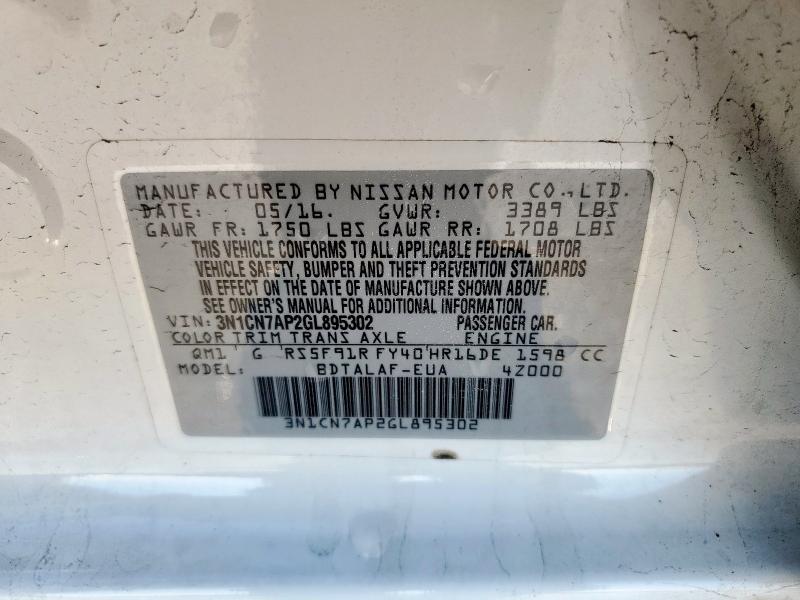 MANUFACTURED BY NISSAN MOTOR CO.,LTD.
DATE: 05/16. GVWR: 3389 LBS
GAWR FR: 1750 LBS GAWR RR: 1708 LBS
THIS VEHICLE CONFORMS TO ALL APPLICABLE FEDERAL MOTOR
VEHICLE SAFETY, BUMPER AND THEFT PREVENTION STANDARDS
IN EFFECT ON THE DATE OF MANUFACTURE SHOWN ABOVE.
SEE OWNER'S MANUAL FOR ADDITIONAL INFORMATION.
VIN: 3N1CN7AP2GL895302 PASSENGER CAR.
COLOR TRIM TRANS AXLE ENGINE
QM1 G RS5F91R FY40 HR16DE 1598 CC
MODEL: BDTALAF-EUA 4Z000
3N1CN7AP2GL895302